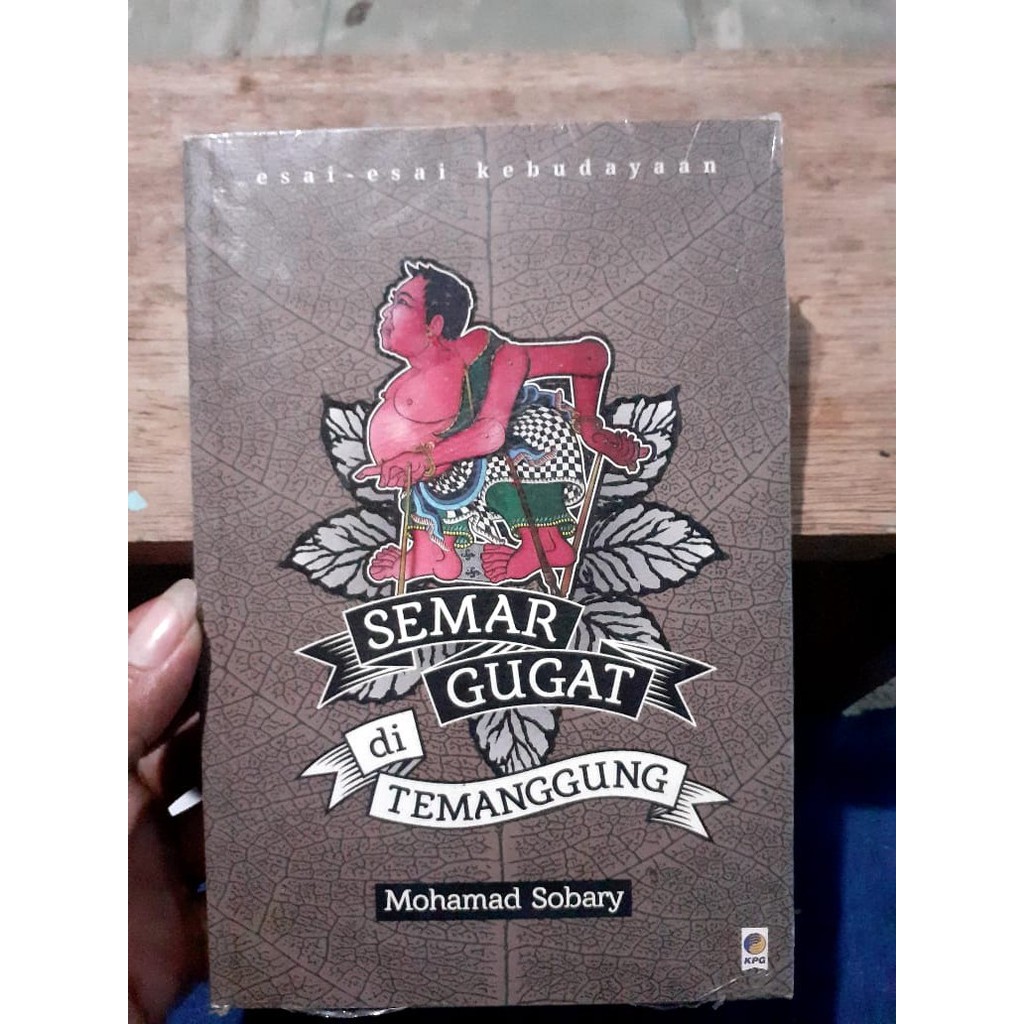 esai-esai kebudayaan
SEMAR
GUGAT
di
TEMANGGUNG
Mohamad Sobary
KPG